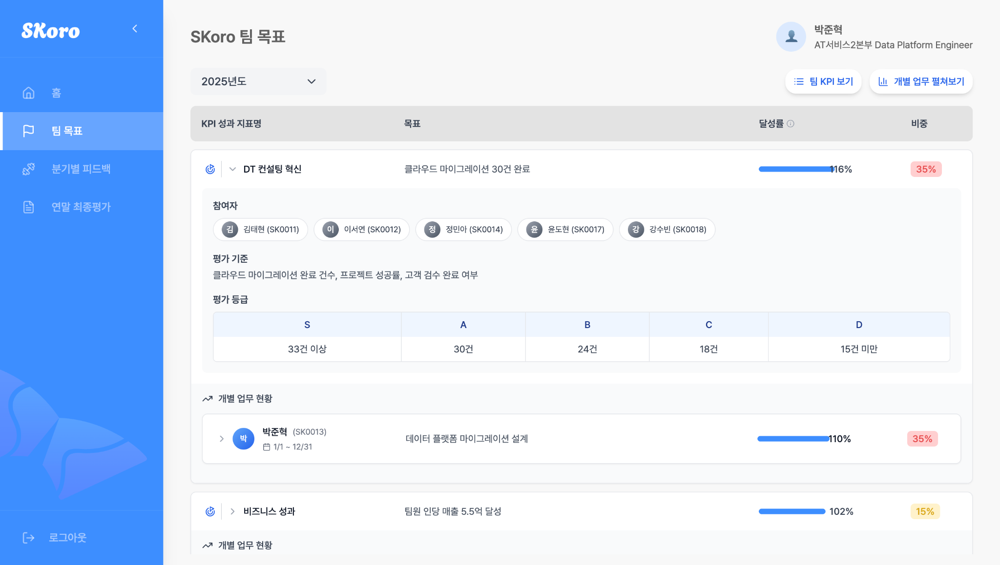 SKoro
홈
팀 목표
분기별 피드백
연말 최종평가
로그아웃
SKoro 팀 목표
박준혁
AT서비스2본부 Data Platform Engineer
2025년도
팀 KPI 보기
개별 업무 펼쳐보기
KPI 성과 지표명 목표 달성률 비중
DT 컨설팅 혁신 클라우드 마이그레이션 30건 완료 116% 35%
참여자
김 김태현 (SK0011) 이 이서연 (SK0012) 정 정민아 (SK0014) 윤 윤도현 (SK0017) 강 강수빈 (SK0018)
평가 기준
클라우드 마이그레이션 완료 건수, 프로젝트 성공률, 고객 검수 완료 여부
평가 등급
S A B C D
33건 이상 30건 24건 18건 15건 미만
개별 업무 현황
박 박준혁 (SK0013) 데이터 플랫폼 마이그레이션 설계 110% 35%
1/1 ~ 12/31
비즈니스 성과 팀원 인당 매출 5.5억 달성 102% 15%
개별 업무 현황